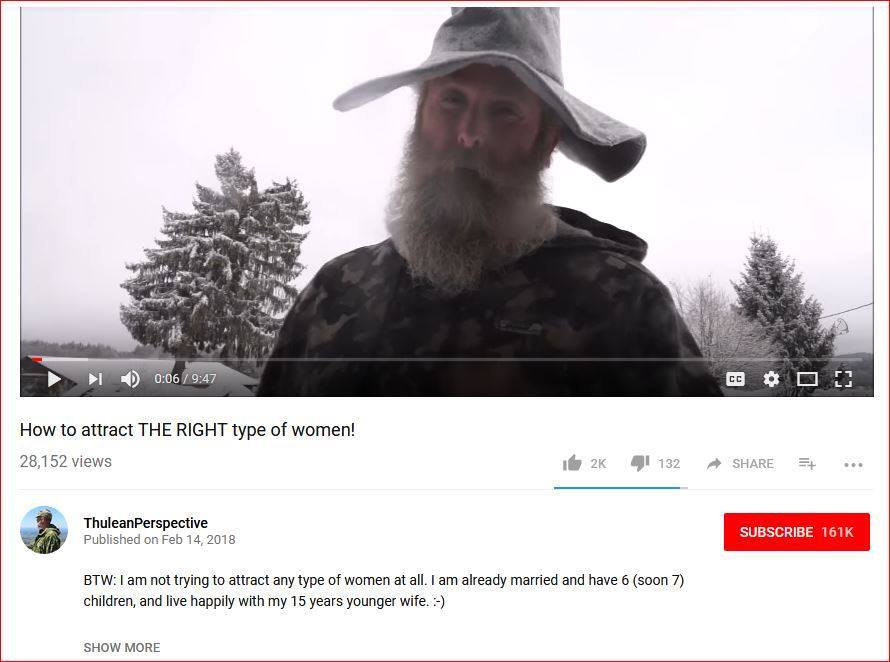 0:06 / 9:47
CC
How to attract THE RIGHT type of women!
28,152 views
2K
132
SHARE
ThuleanPerspective
Published on Feb 14, 2018
SUBSCRIBE 161K
BTW: I am not trying to attract any type of women at all. I am already married and have 6 (soon 7)
children, and live happily with my 15 years younger wife. :-)
SHOW MORE